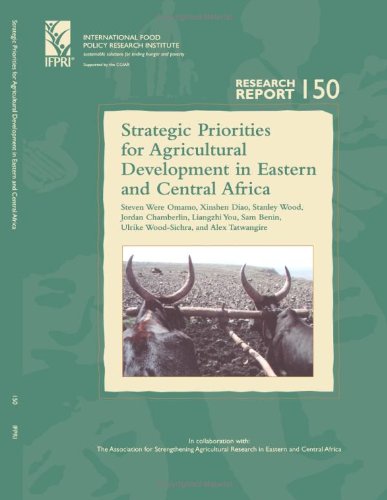 Strategic Priorities for Agricultural Development in Eastern and Central Africa
150
IFPRI
IFPRI®
INTERNATIONAL FOOD
POLICY RESEARCH INSTITUTE
sustainable solutions for ending hunger and poverty
Supported by the CGIAR
RESEARCH
REPORT 150
Strategic Priorities
for Agricultural
Development in Eastern
and Central Africa
Steven Were Omamo, Xinshen Diao, Stanley Wood,
Jordan Chamberlin, Liangzhi You, Sam Benin,
Ulrike Wood-Sichra, and Alex Tatwangire
In collaboration with:
The Association for Strengthening Agricultural Research in Eastern and Central Africa